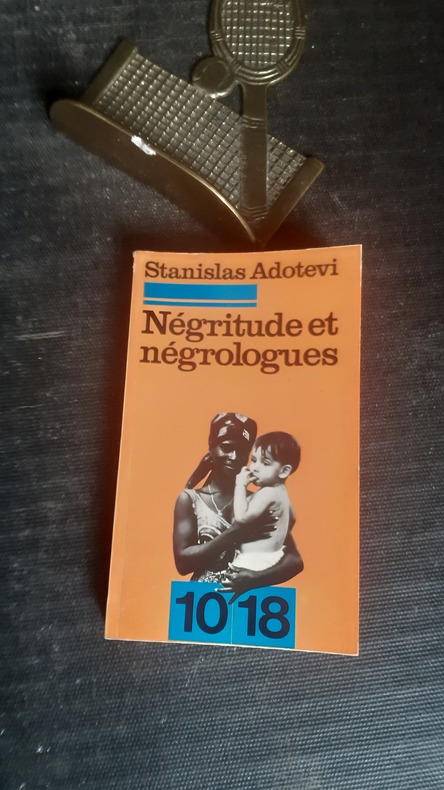 Stanislas Adotevi
Négritude et
négrologues
10 18